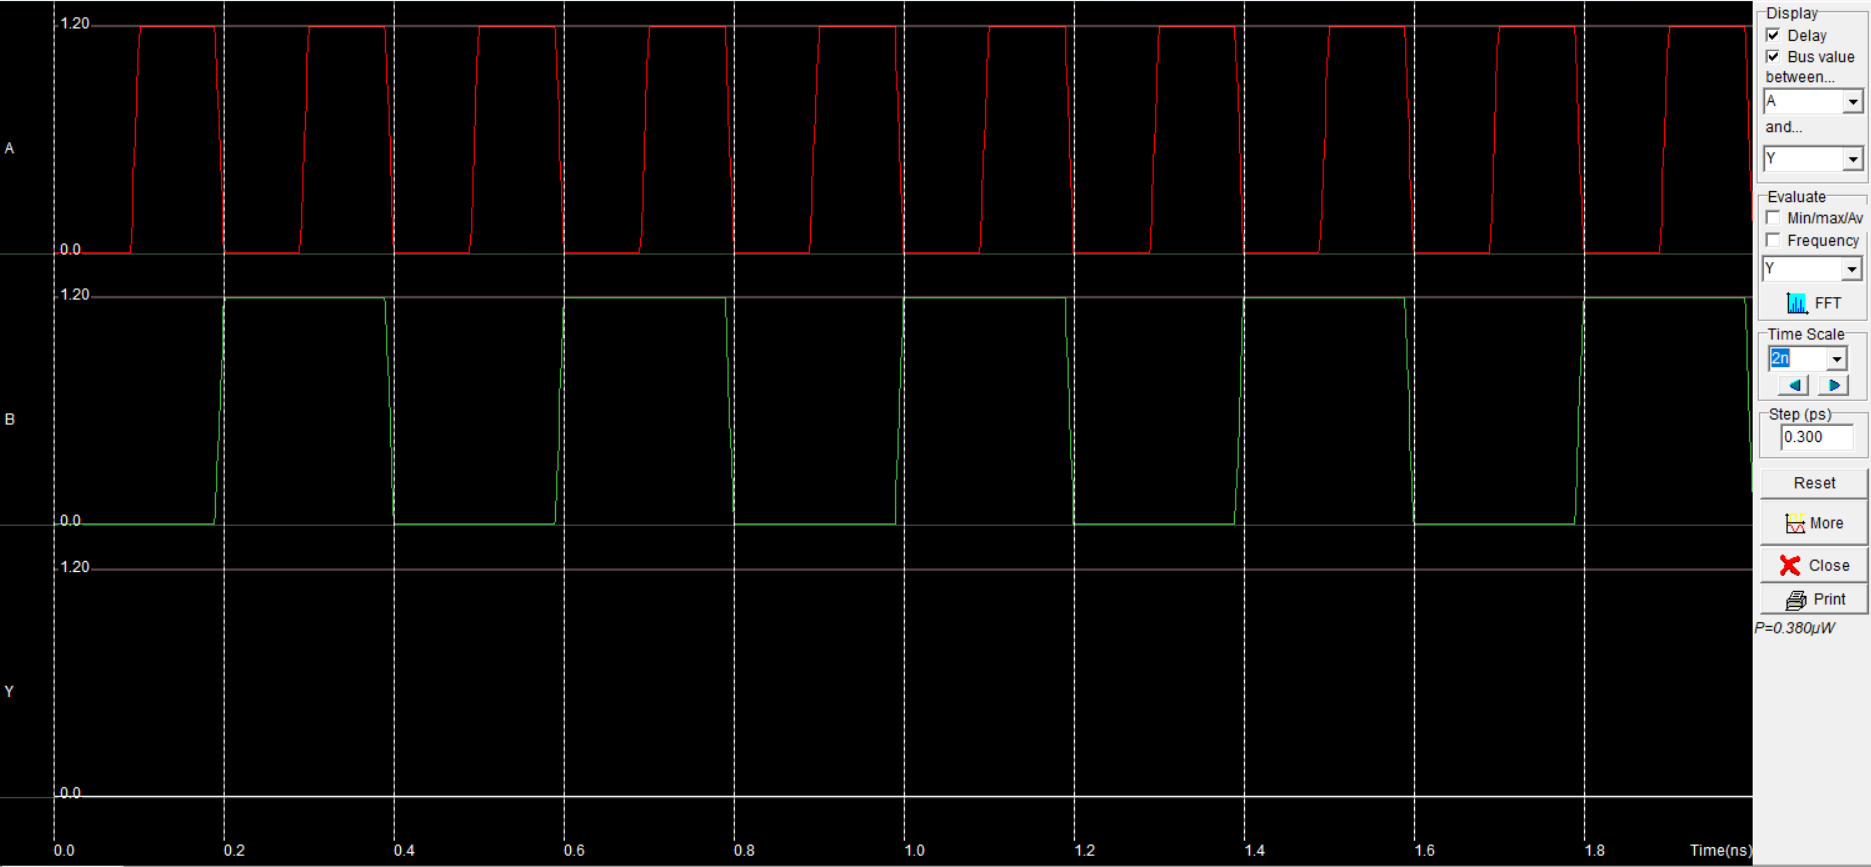 1.20
A
0.0
1.20
B
0.0
1.20
Y
0.0
0.0 0.2 0.4 0.6 0.8 1.0 1.2 1.4 1.6 1.8 Time(ns)
Display
Delay
Bus value
between...
A
and...
Y
Evaluate
Min/max/Av
Frequency
Y
FFT
Time Scale
2n
Step (ps)
0.300
Reset
More
Close
Print
P=0.380µW